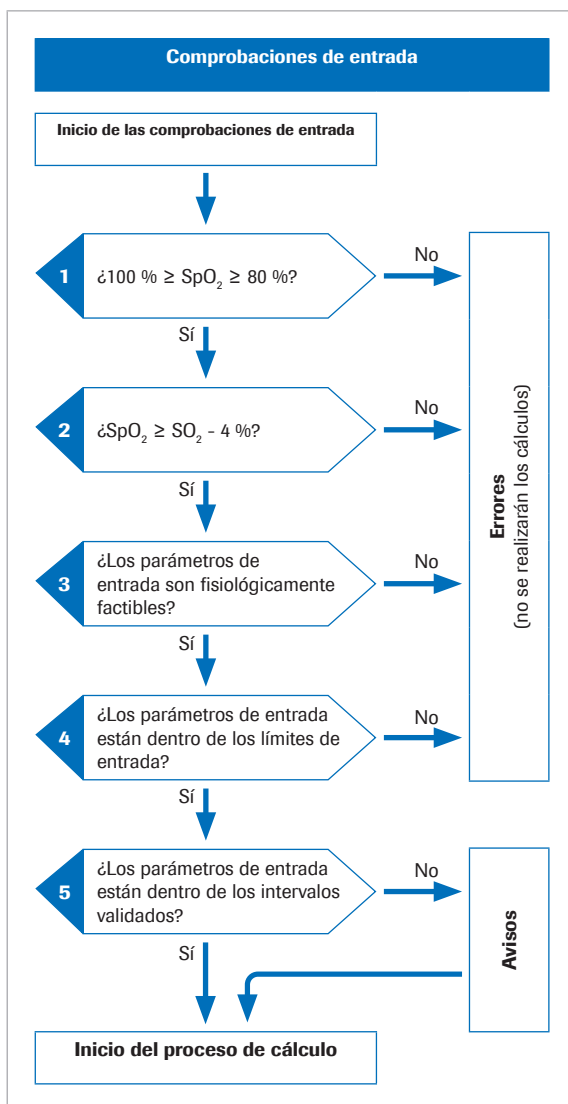 Comprobaciones de entrada
Inicio de las comprobaciones de entrada
1
¿100 % ≥ SpO₂ ≥ 80 %?
No
Sí
2
¿SpO₂ ≥ SO₂ - 4 %?
No
Sí
3
¿Los parámetros de
entrada son fisiológicamente
factibles?
No
Sí
4
¿Los parámetros de entrada
están dentro de los límites de
entrada?
No
Sí
Errores
(no se realizarán los cálculos)
5
¿Los parámetros de entrada
están dentro de los intervalos
validados?
No
Sí
Avisos
Inicio del proceso de cálculo